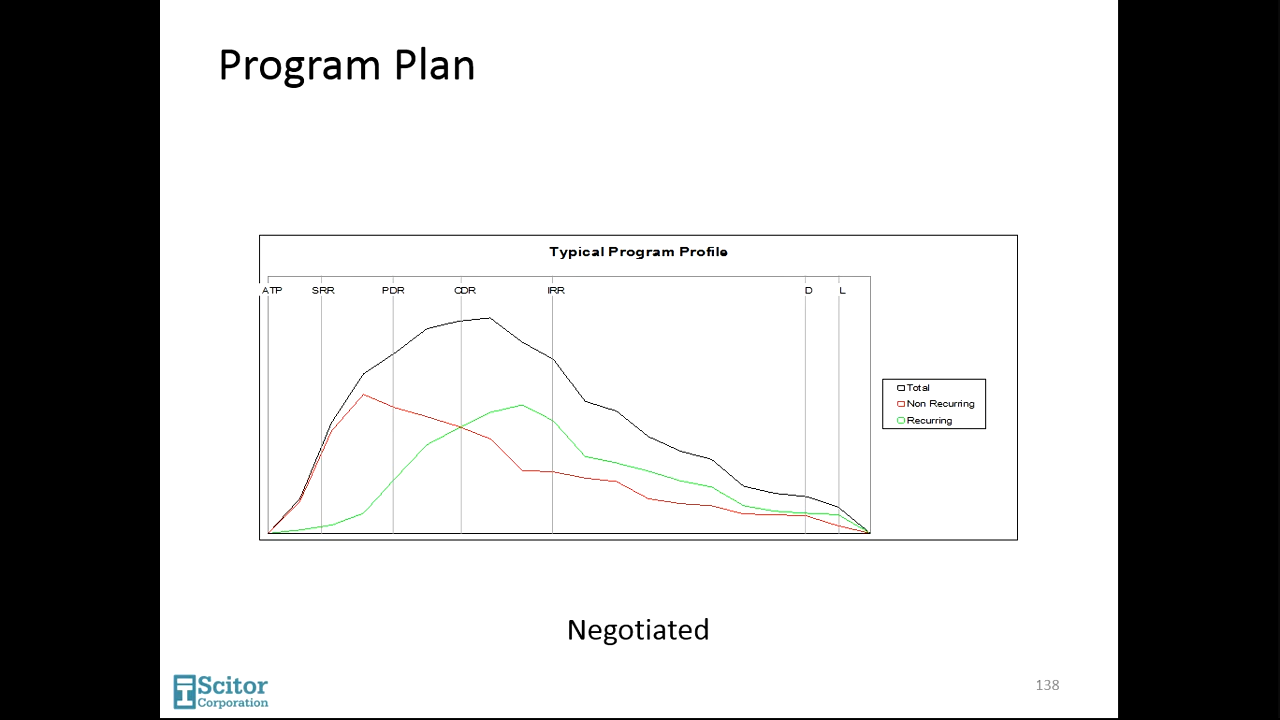 Program Plan
Typical Program Profile
ATP SRR PDR CDR IRR D L
Total
Non Recurring
Recurring
Negotiated
Scitor
Corporation
138